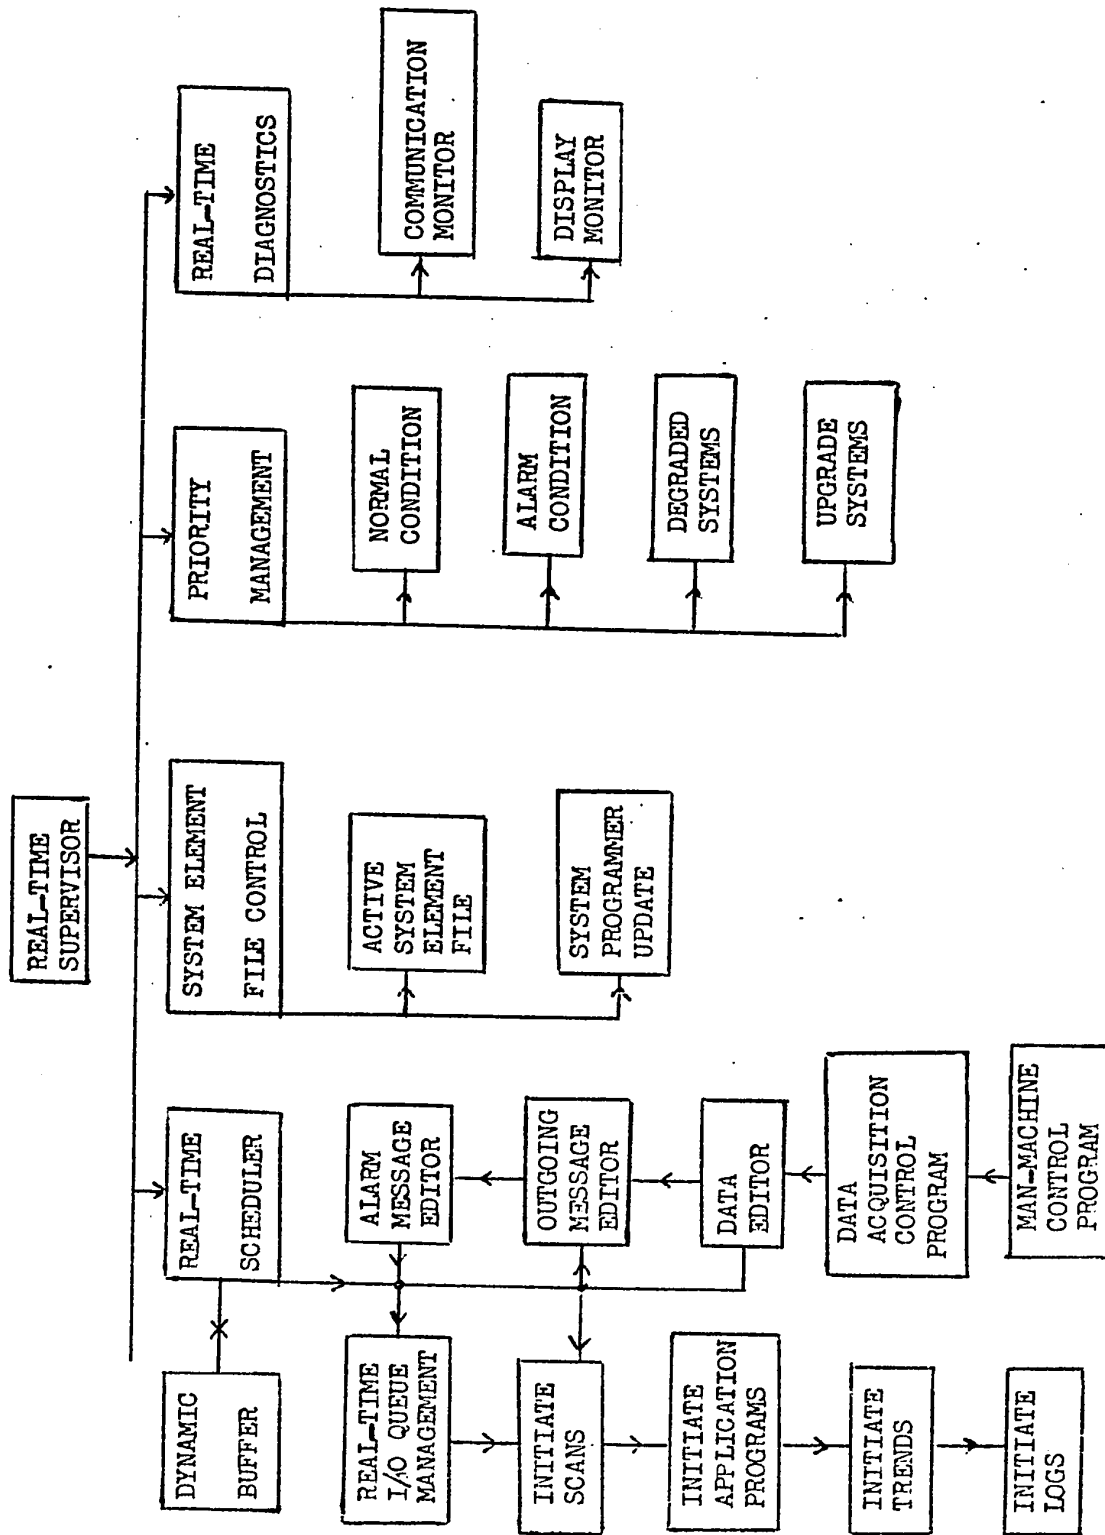 REAL-TIME
SUPERVISOR
DYNAMIC
BUFFER
REAL-TIME
SCHEDULER
SYSTEM ELEMENT
FILE CONTROL
PRIORITY
MANAGEMENT
REAL-TIME
DIAGNOSTICS
REAL-TIME
I/O QUEUE
MANAGEMENT
ALARM
MESSAGE
EDITOR
ACTIVE
SYSTEM
ELEMENT
FILE
NORMAL
CONDITION
COMMUNICATION
MONITOR
INITIATE
SCANS
OUTGOING
MESSAGE
EDITOR
SYSTEM
PROGRAMMER
UPDATE
ALARM
CONDITION
DISPLAY
MONITOR
INITIATE
APPLICATION
PROGRAMS
DATA
EDITOR
DEGRADED
SYSTEMS
INITIATE
TRENDS
DATA
ACQUISITION
CONTROL
PROGRAM
UPGRADE
SYSTEMS
INITIATE
LOGS
MAN-MACHINE
CONTROL
PROGRAM